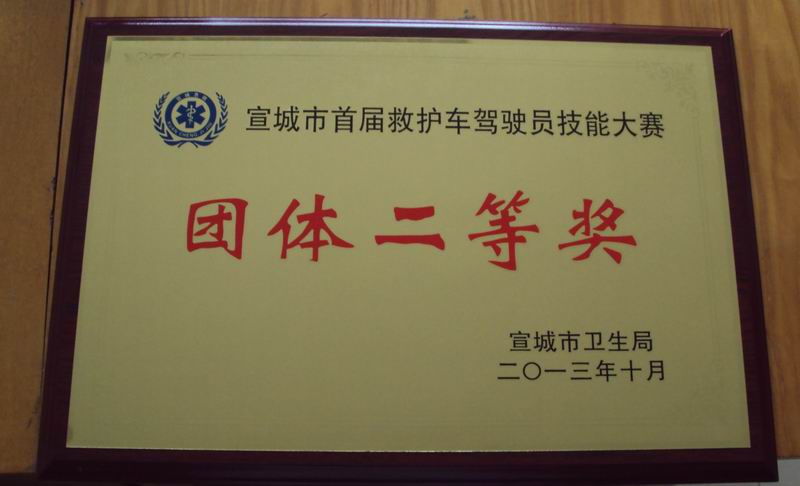 宣城市首届救护车驾驶员技能大赛
团体二等奖
宣城市卫生局
二〇一三年十月